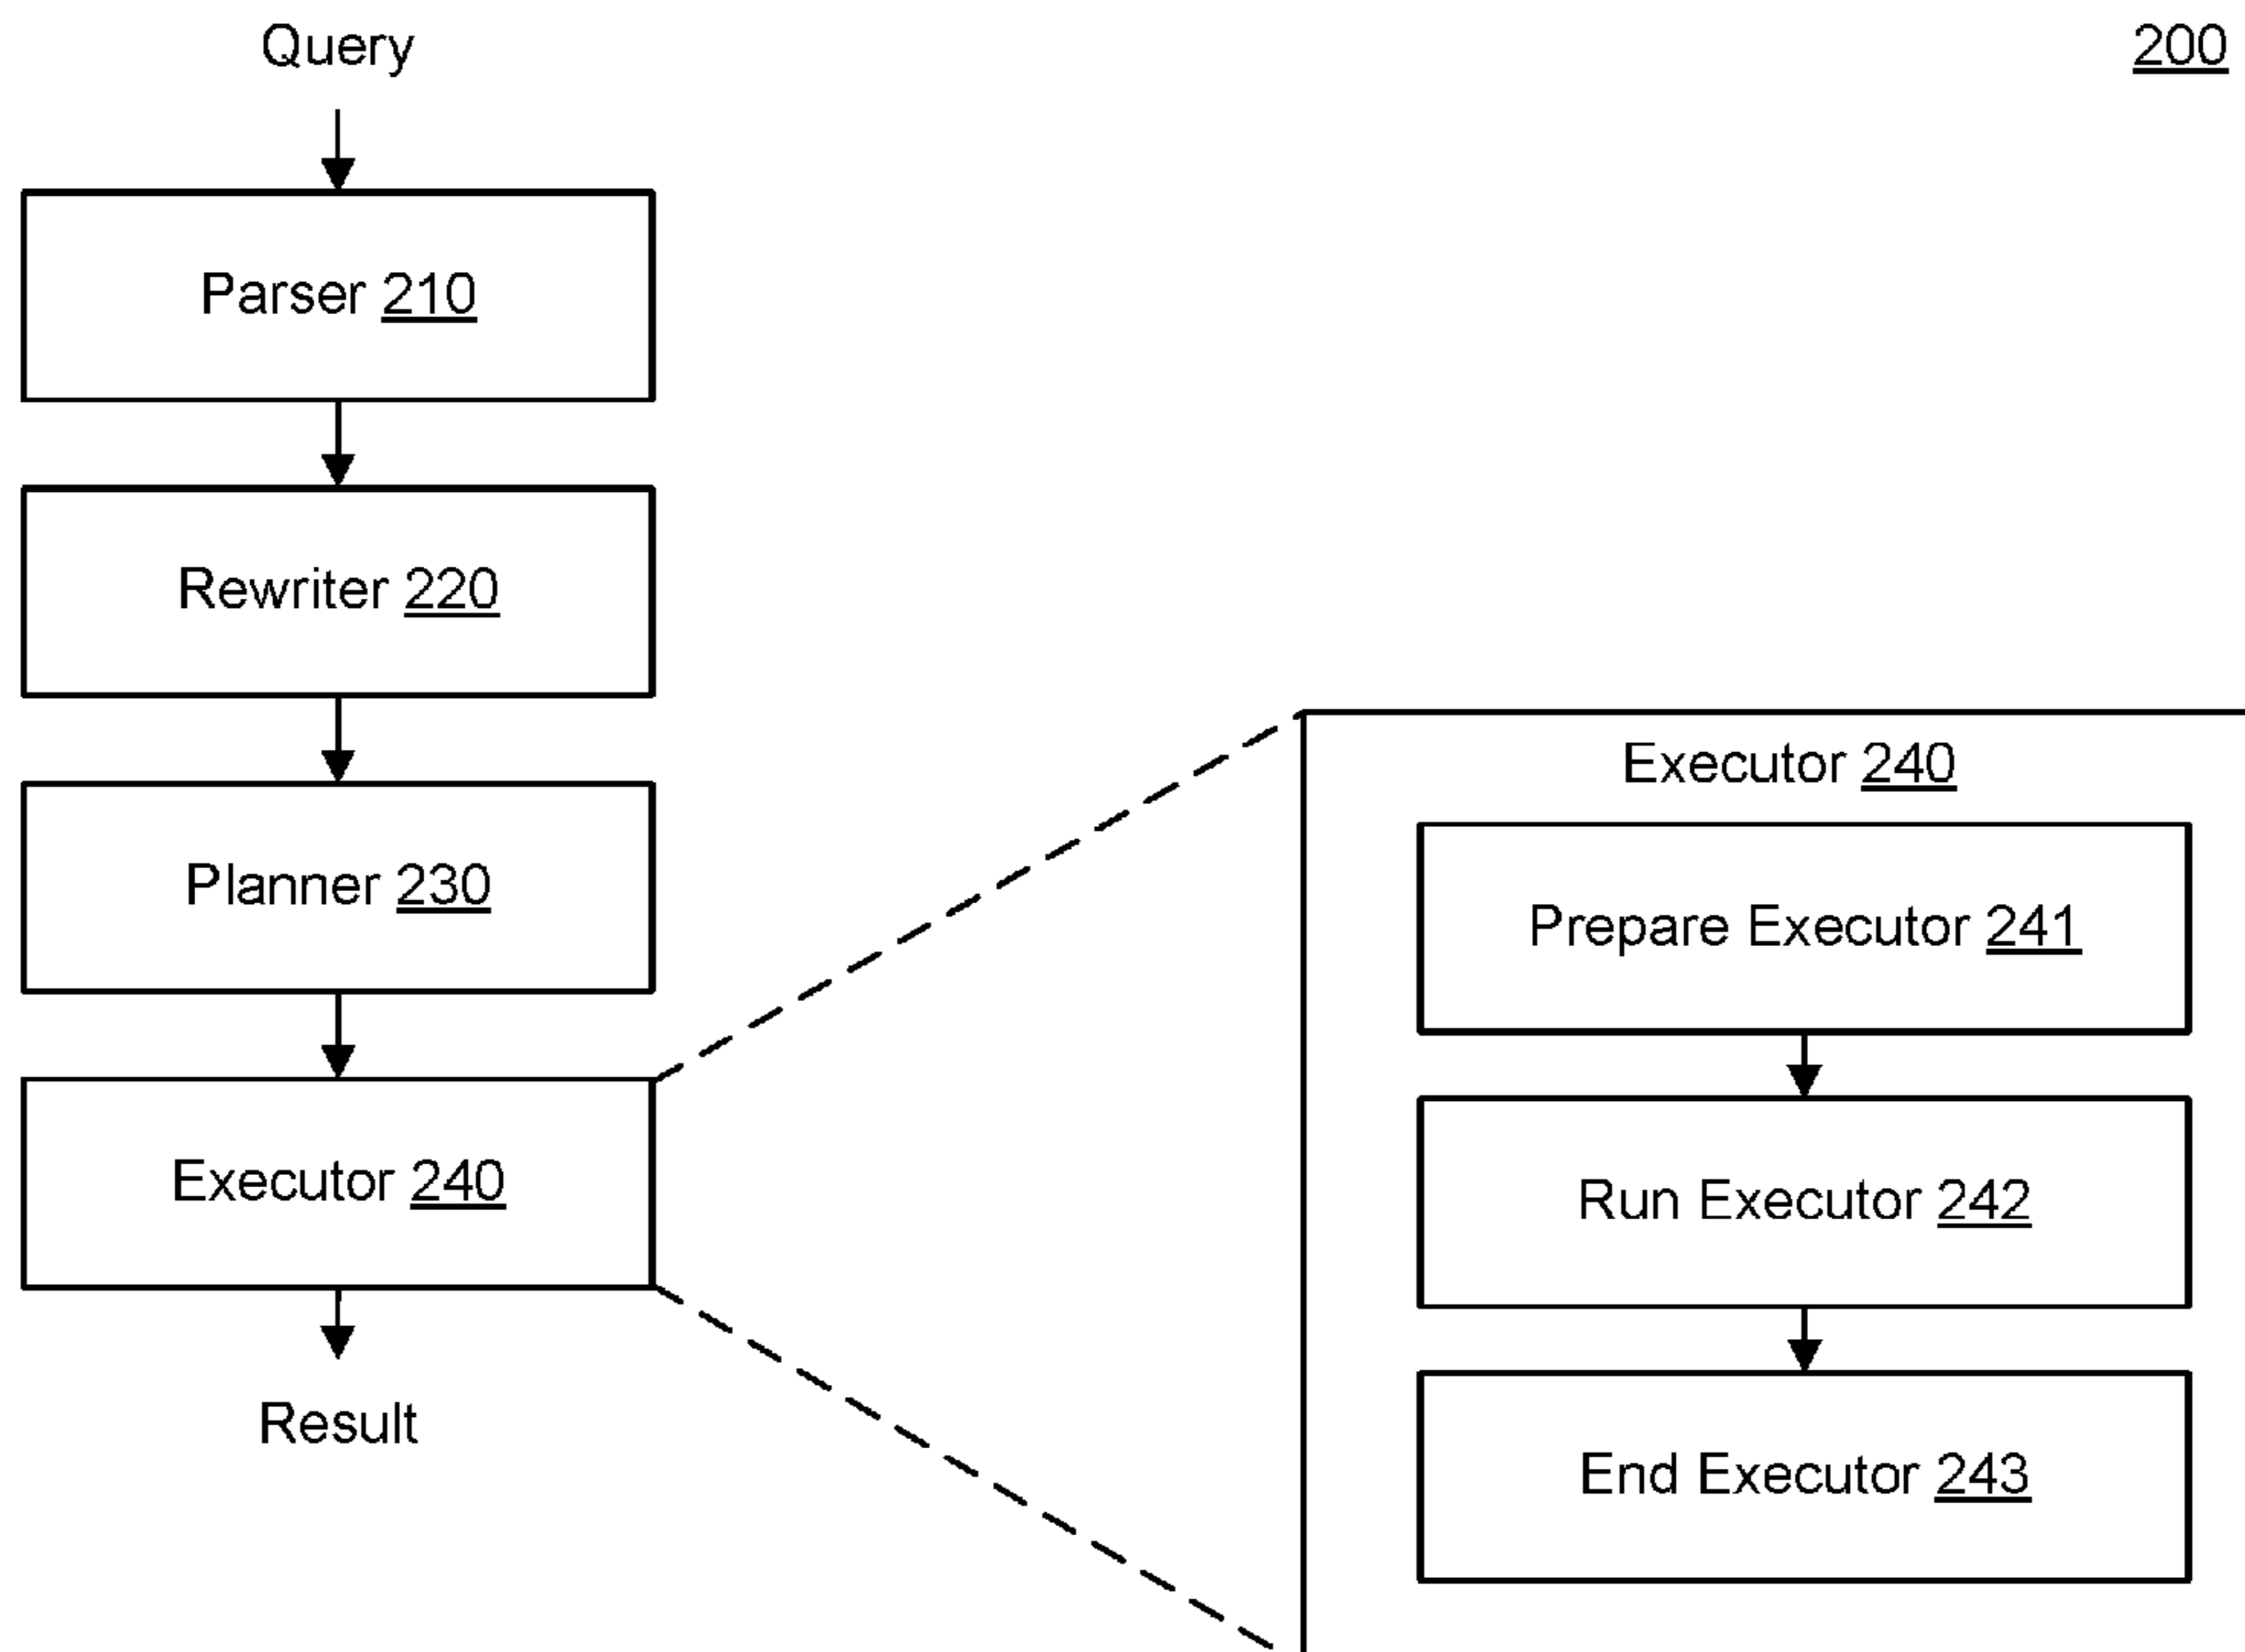 Query
200
Parser 210
Rewriter 220
Planner 230
Executor 240
Result
Executor 240
Prepare Executor 241
Run Executor 242
End Executor 243